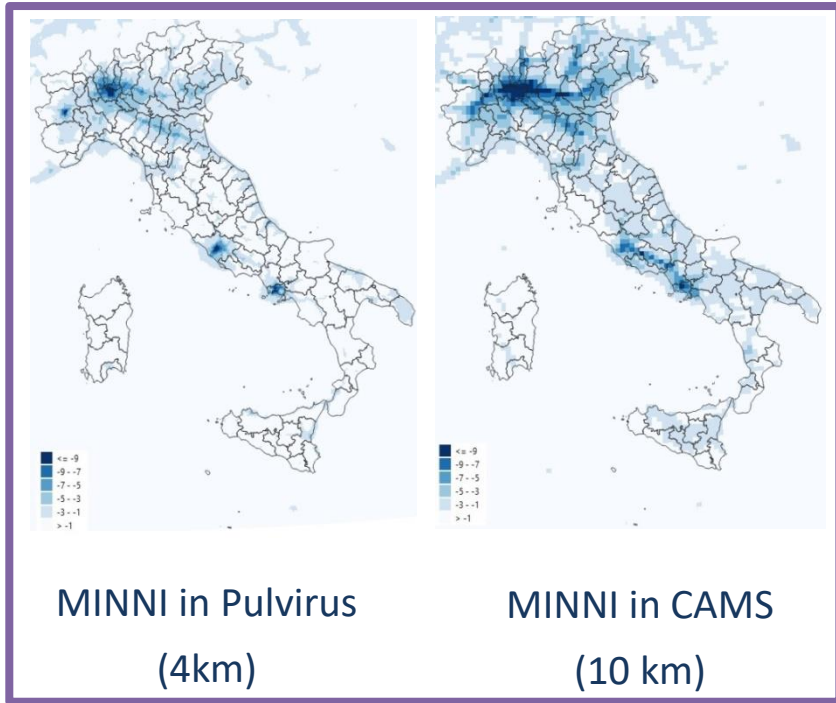 <= -9
-9 - -7
-7 - -5
-5 - -3
-3 - -1
> -1
<= -9
-9 - -7
-7 - -5
-5 - -3
-3 - -1
> -1
MINNI in Pulvirus
(4km)
MINNI in CAMS
(10 km)